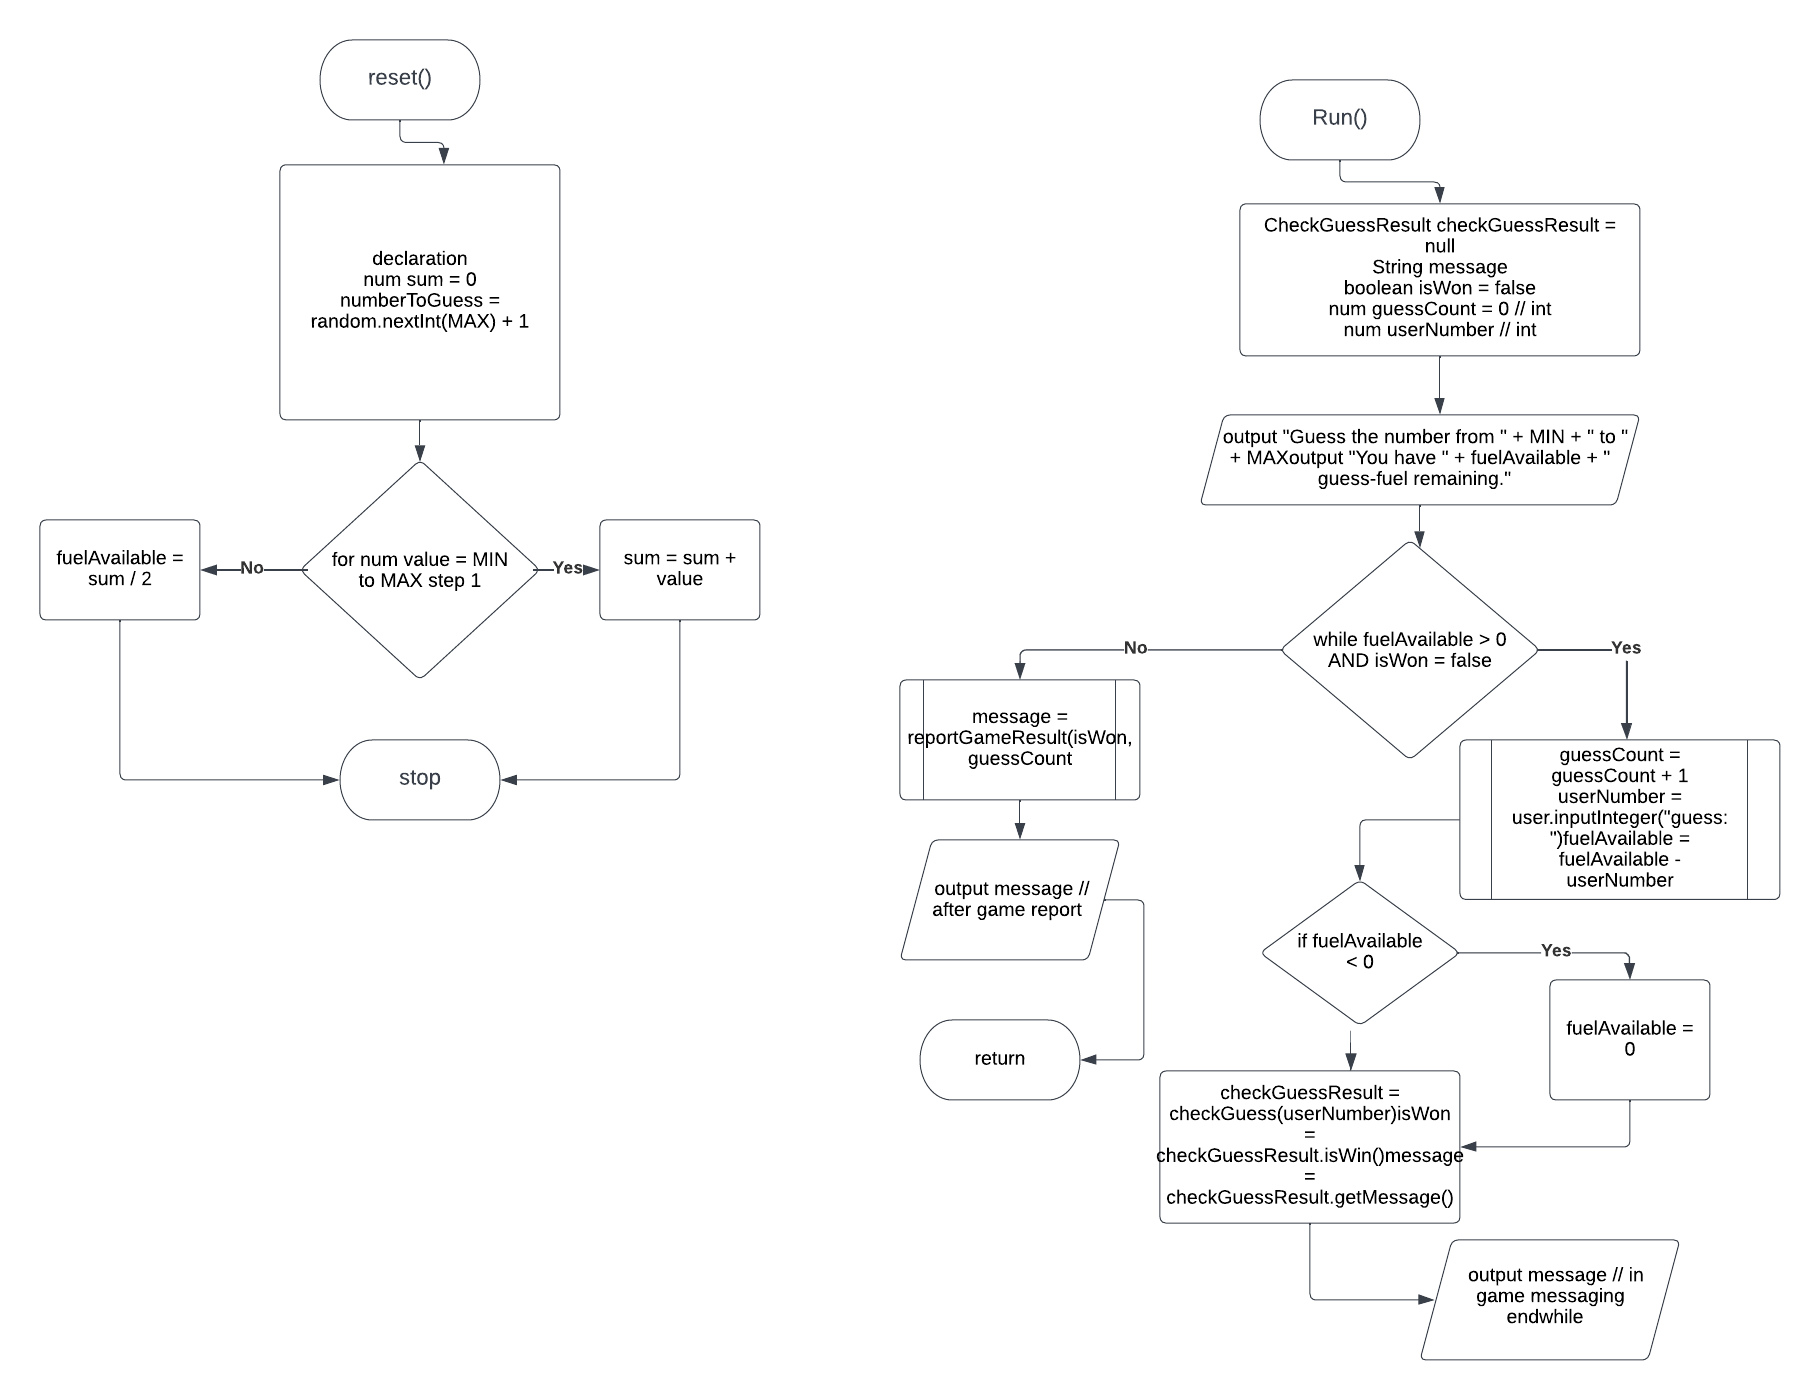 reset()
declaration
num sum = 0
numberToGuess =
random.nextInt(MAX) + 1
for num value = MIN
to MAX step 1
No
Yes
fuelAvailable =
sum / 2
sum = sum +
value
stop
Run()
CheckGuessResult checkGuessResult =
null
String message
boolean isWon = false
num guessCount = 0 // int
num userNumber // int
output "Guess the number from " + MIN + " to "
+ MAXoutput "You have " + fuelAvailable + "
guess-fuel remaining."
while fuelAvailable > 0
AND isWon = false
No
Yes
message =
reportGameResult(isWon,
guessCount
output message //
after game report
return
guessCount =
guessCount + 1
userNumber =
user.inputInteger("guess:
")fuelAvailable =
fuelAvailable -
userNumber
if fuelAvailable
< 0
Yes
fuelAvailable =
0
checkGuessResult =
checkGuess(userNumber)isWon
=
checkGuessResult.isWin()message
=
checkGuessResult.getMessage()
output message // in
game messaging
endwhile